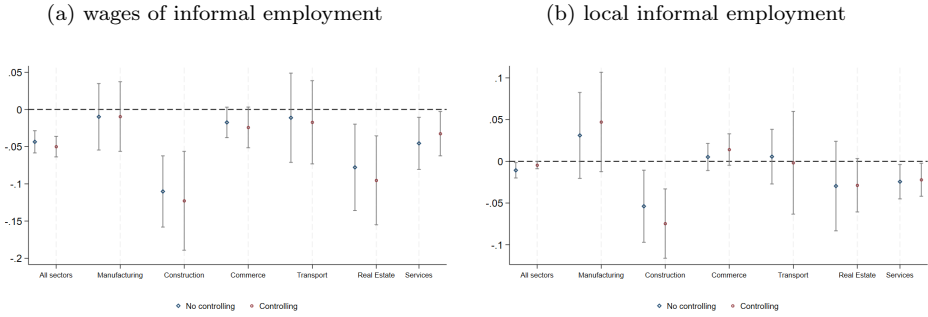 (a) wages of informal employment
(b) local informal employment
.05
0
-.05
-.1
-.15
-.2
All sectors Manufacturing Construction Commerce Transport Real Estate Services
No controlling Controlling
.1
.05
0
-.05
-.1
All sectors Manufacturing Construction Commerce Transport Real Estate Services
No controlling Controlling